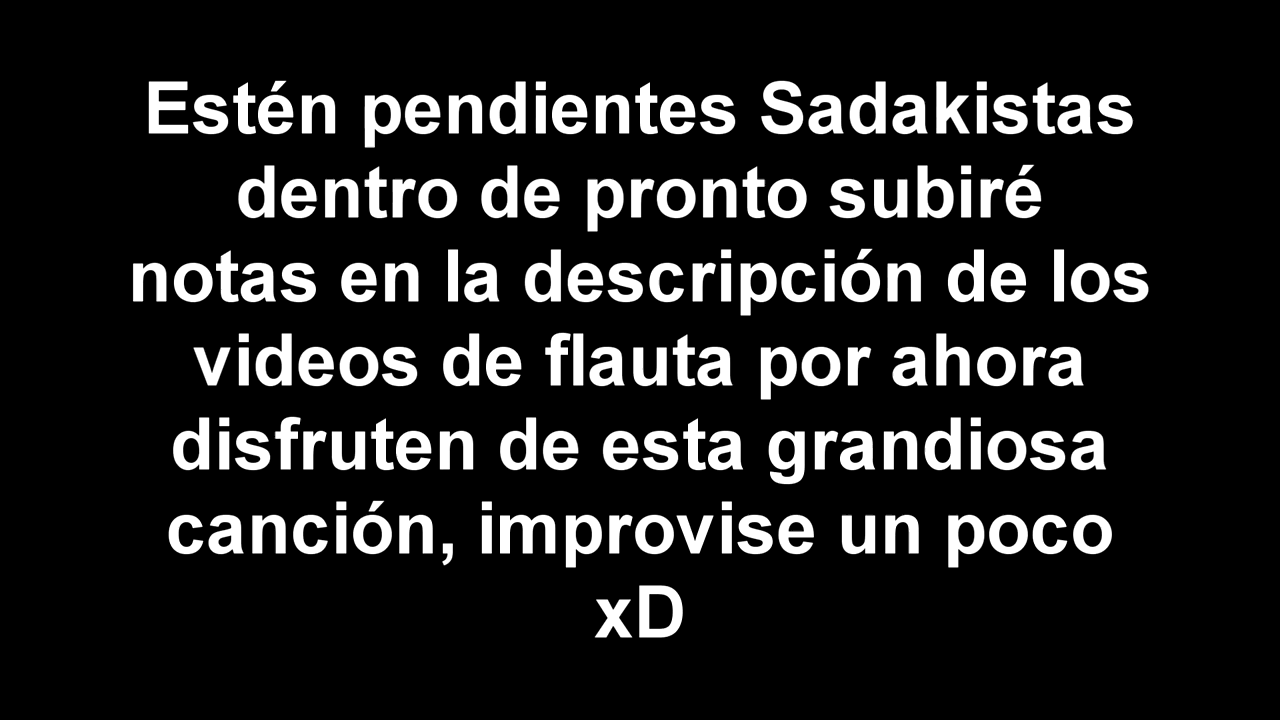 Estén pendientes Sadakistas
dentro de pronto subiré
notas en la descripción de los
videos de flauta por ahora
disfruten de esta grandiosa
canción, improvise un poco
xD